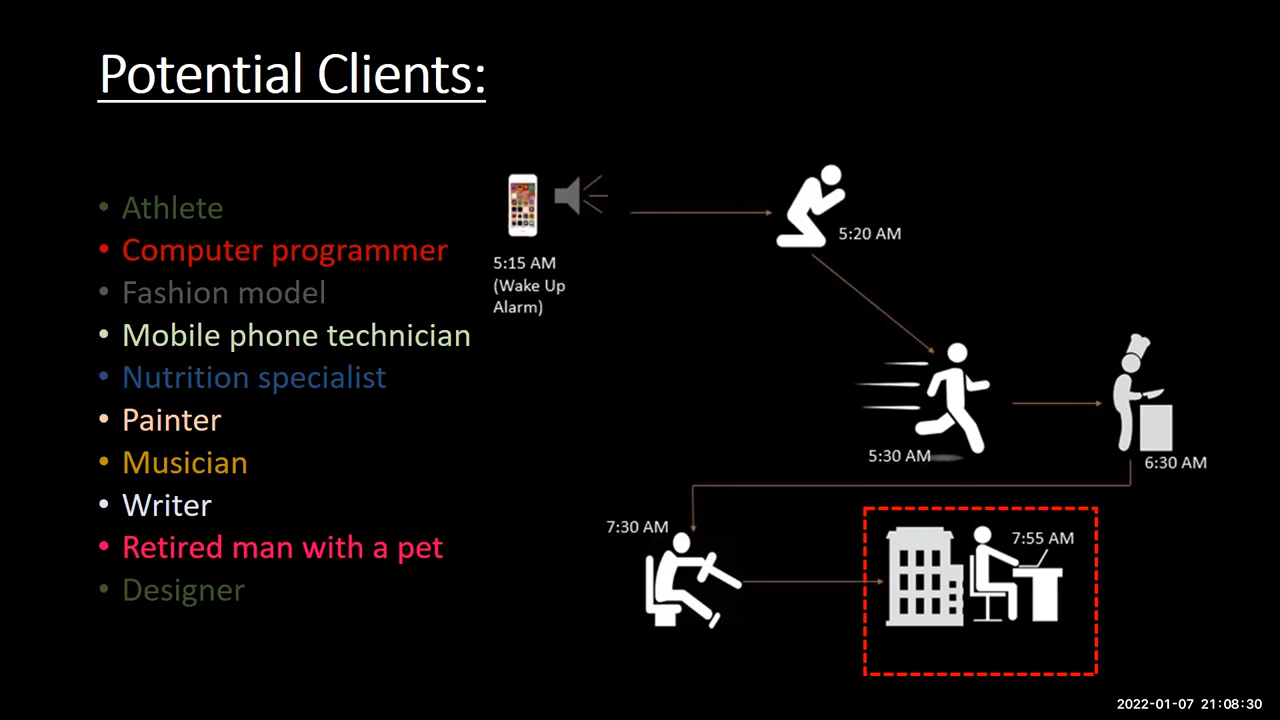 Potential Clients:
• Athlete
• Computer programmer
• Fashion model
• Mobile phone technician
• Nutrition specialist
• Painter
• Musician
• Writer
• Retired man with a pet
• Designer
5:15 AM
(Wake Up
Alarm)
5:20 AM
5:30 AM
6:30 AM
7:30 AM
7:55 AM
2022-01-07 21:08:30